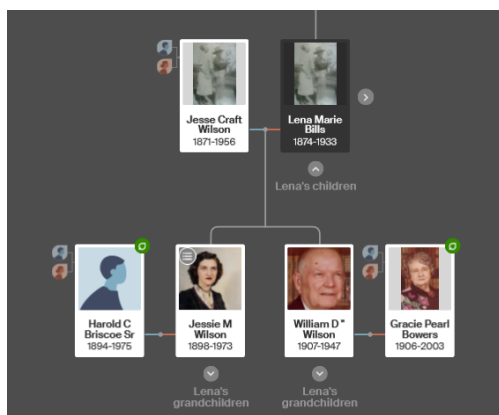 Jesse Craft
Wilson
1871-1956
Lena Marie
Bills
1874-1933
Lena's children
Harold C
Briscoe Sr
1894-1975
Jessie M
Wilson
1898-1973
William D "
Wilson
1907-1947
Gracie Pearl
Bowers
1906-2003
Lena's
grandchildren
Lena's
grandchildren